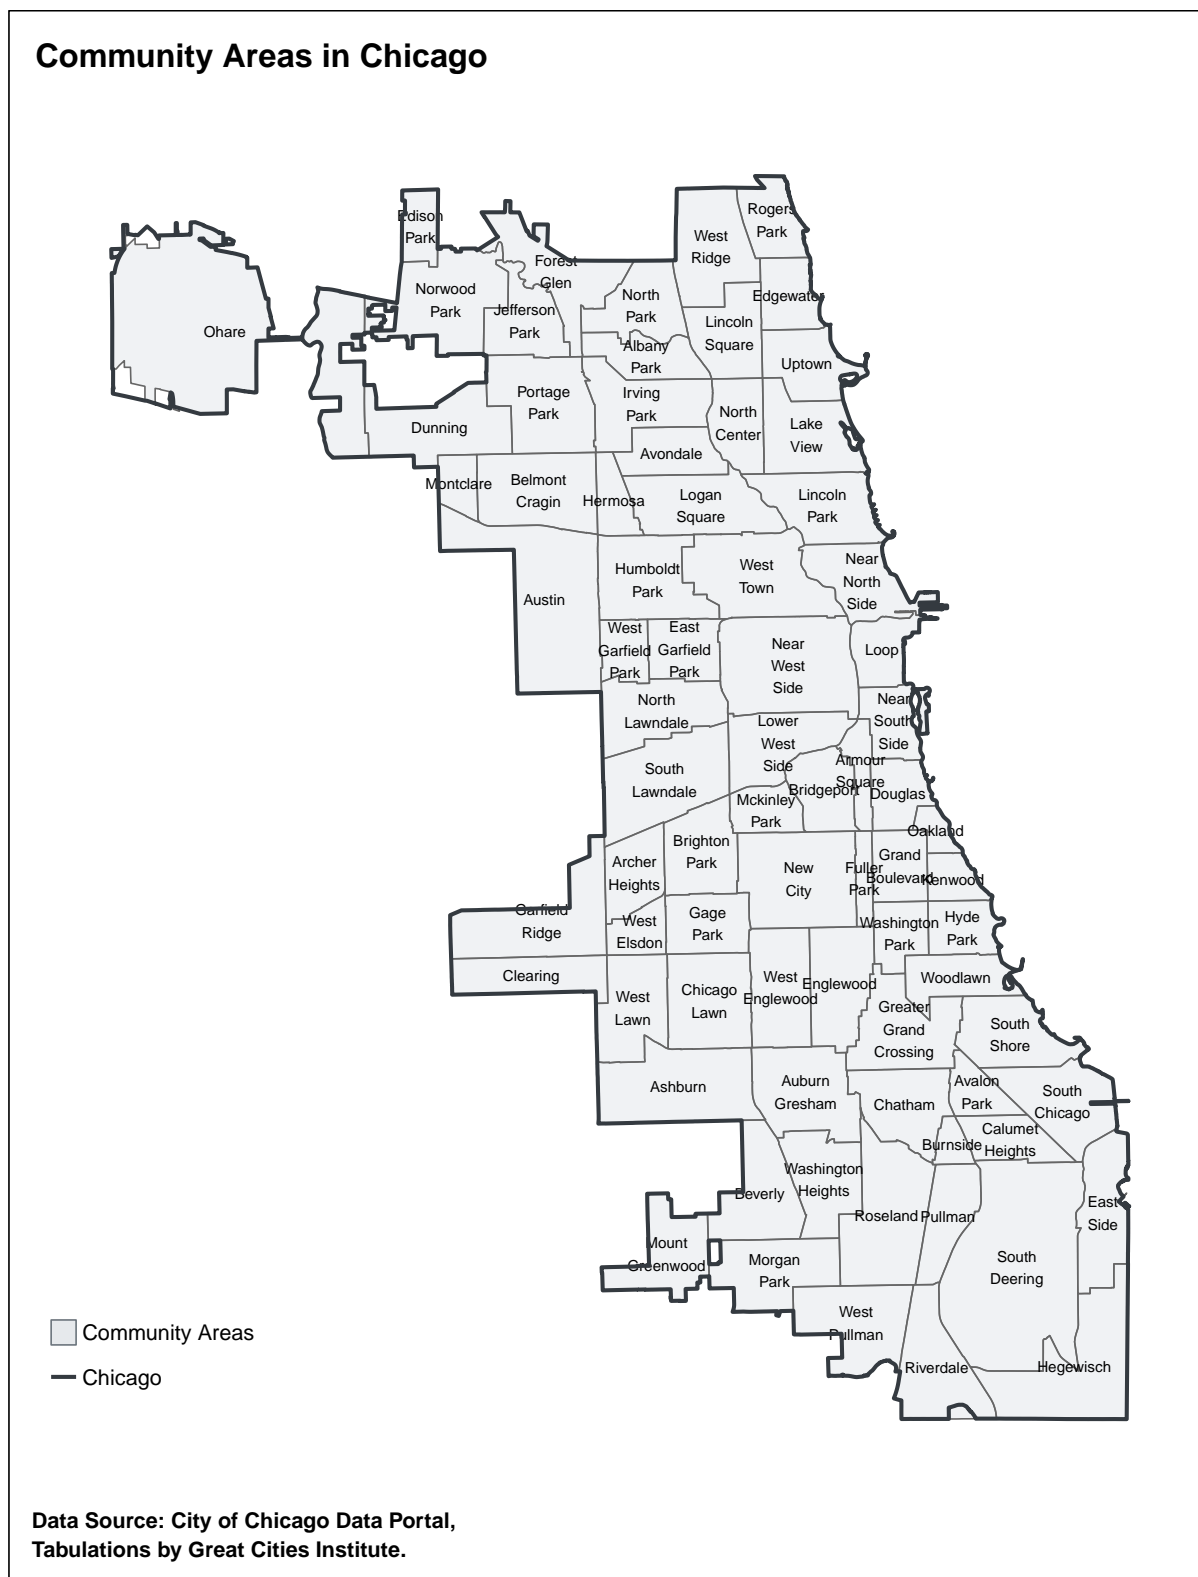 Community Areas in Chicago
Rogers
Park
Edison
Park
West
Ridge
Forest
Glen
Norwood
Park
Jefferson
Park
North
Park
Edgewater
Lincoln
Square
Ohare
Albany
Park
Uptown
Portage
Park
Irving
Park
North
Center
Lake
View
Dunning
Avondale
Montclare
Belmont
Cragin
Hermosa
Logan
Square
Lincoln
Park
Near
North
Side
Humboldt
Park
West
Town
Austin
West
Garfield
Park
East
Garfield
Park
Near
West
Side
Loop
North
Lawndale
Near
South
Side
Lower
West
Side
South
Lawndale
Armour
Square
Bridgeport
Douglas
Mckinley
Park
Oakland
Brighton
Park
Archer
Heights
New
City
Fuller
Park
Grand
Boulevard
Kenwood
Garfield
Ridge
West
Elsdon
Gage
Park
Washington
Park
Hyde
Park
Clearing
West
Lawn
Chicago
Lawn
West
Englewood
Englewood
Woodlawn
Greater
Grand
Crossing
South
Shore
Ashburn
Auburn
Gresham
Chatham
Avalon
Park
South
Chicago
Burnside
Calumet
Heights
Washington
Heights
Beverly
Roseland
Pullman
East
Side
Mount
Greenwood
Morgan
Park
South
Deering
West
Pullman
Riverdale
Hegewisch
Community Areas
Chicago
Data Source: City of Chicago Data Portal,
Tabulations by Great Cities Institute.